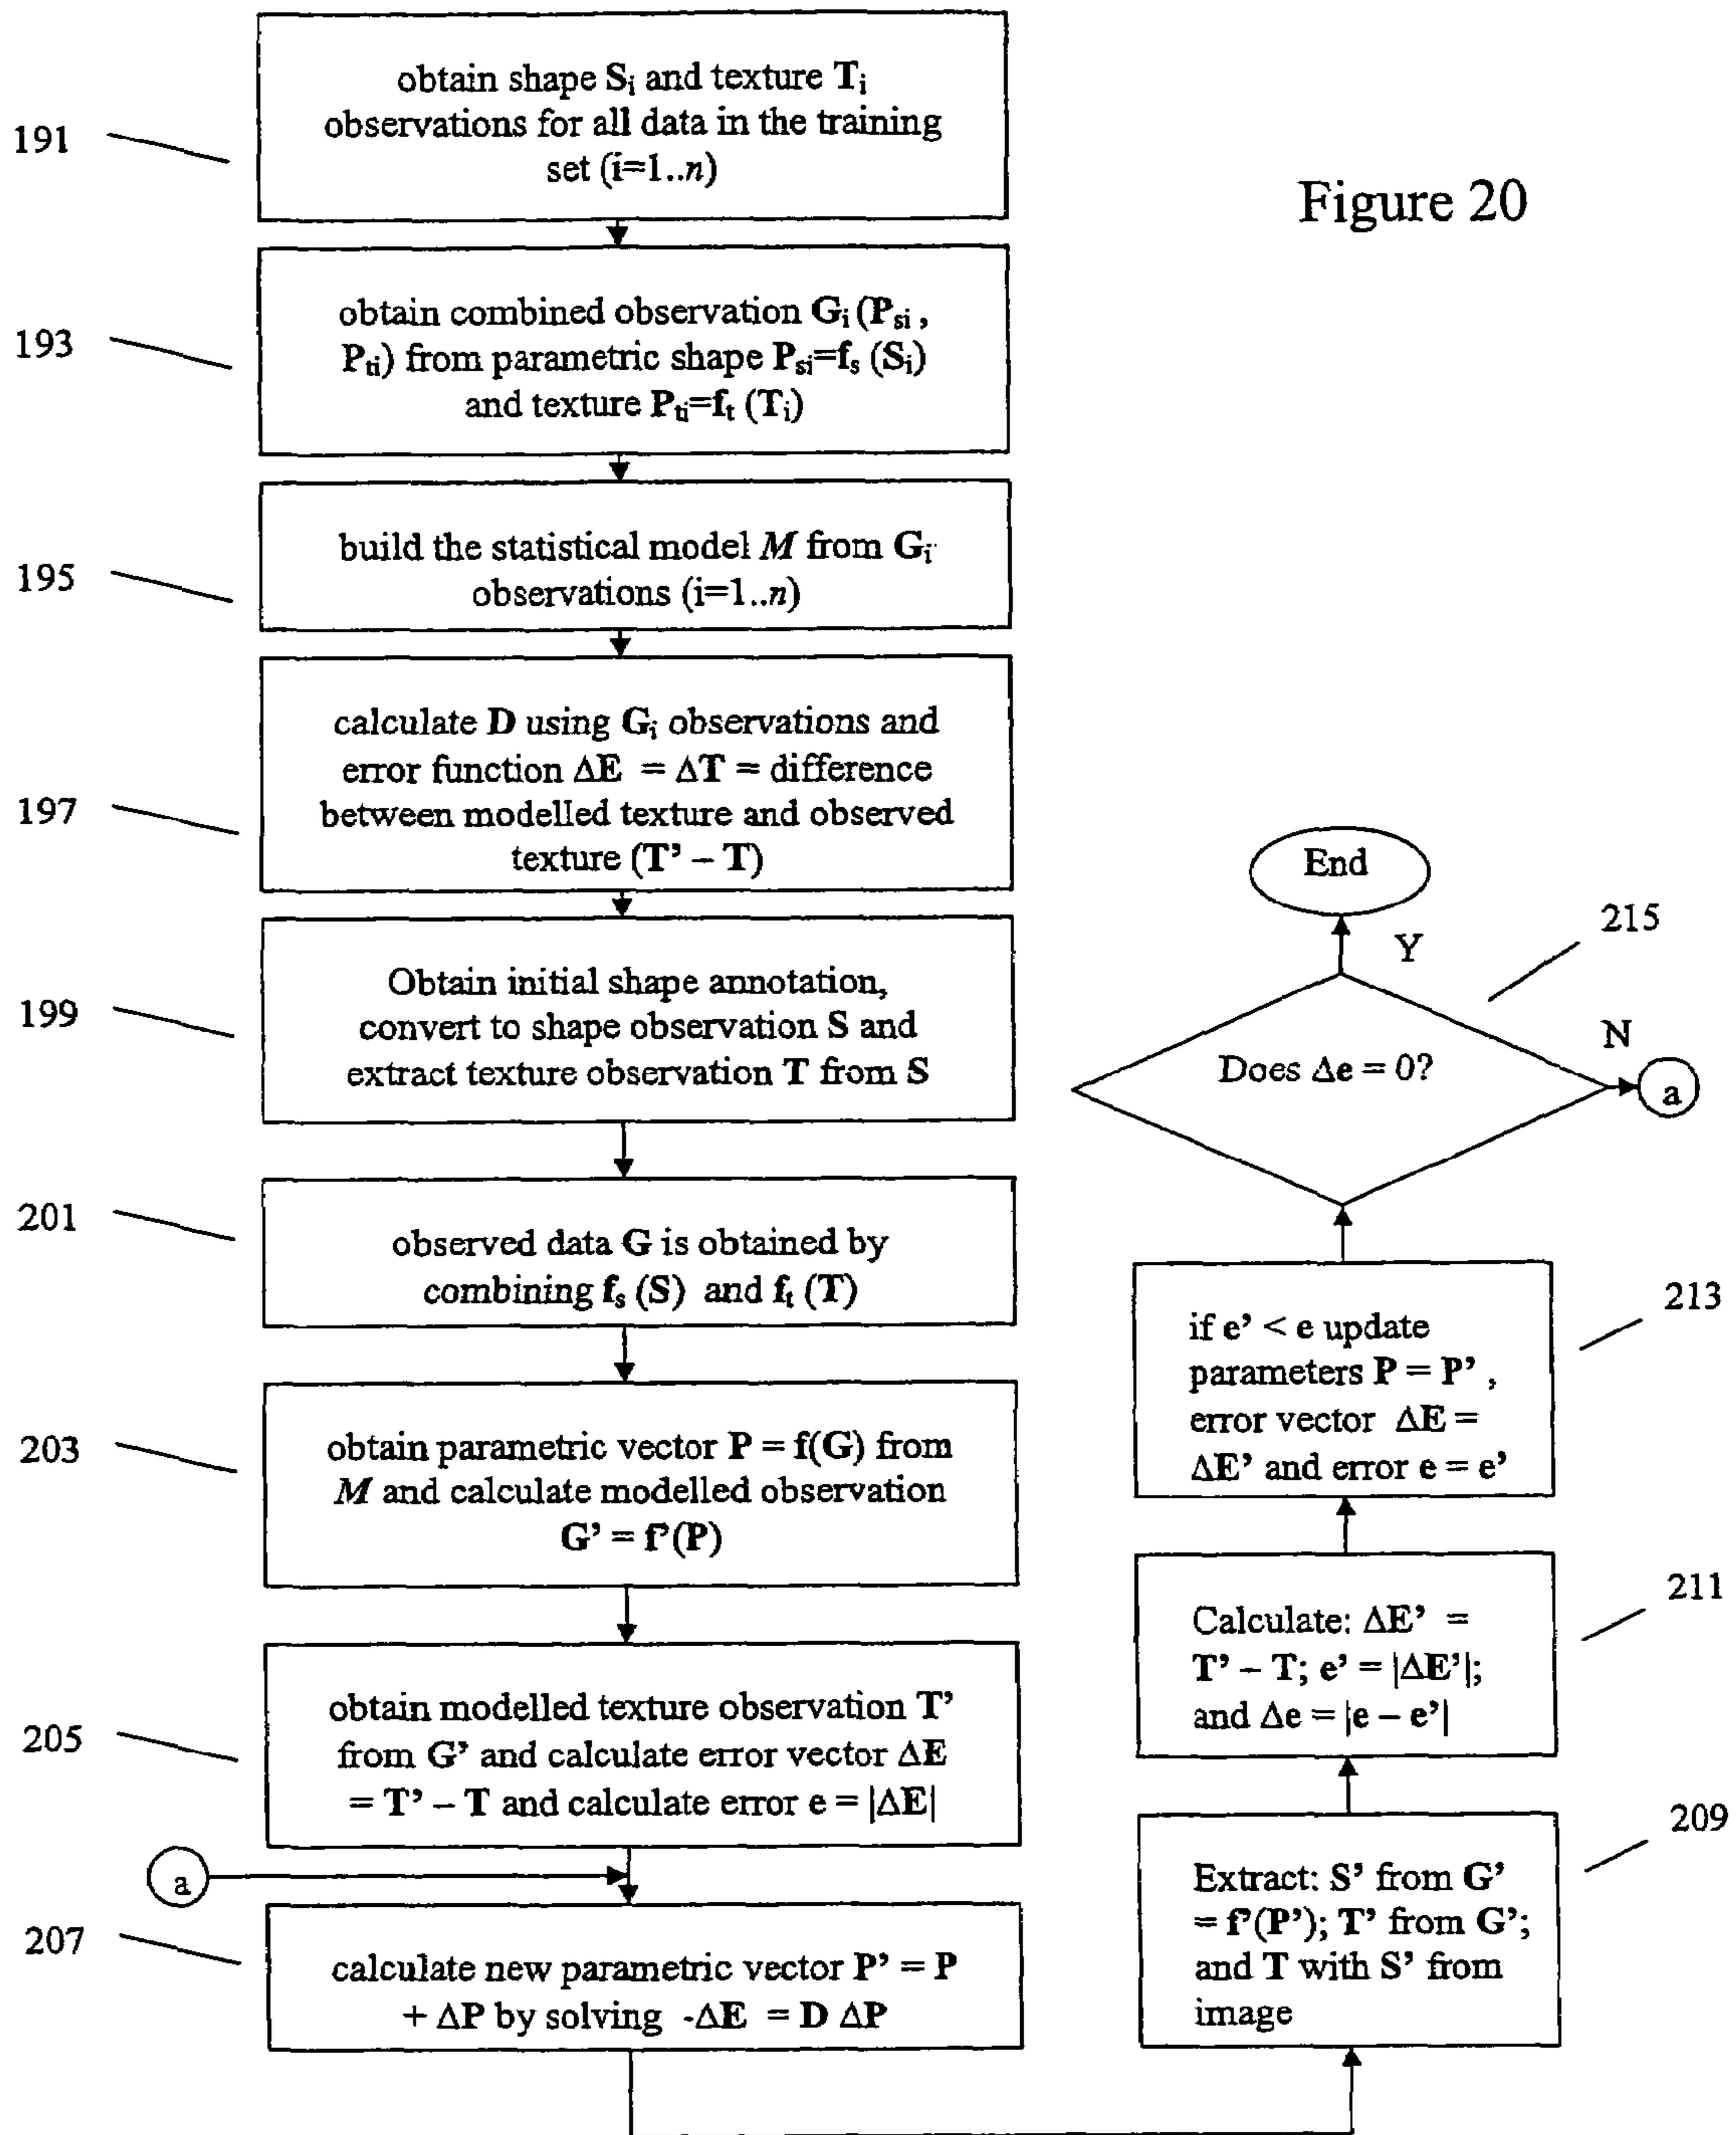 Figure 20
191
obtain shape Si and texture Ti
observations for all data in the training
set (i=1..n)
193
obtain combined observation Gi (Psi ,
Pti) from parametric shape Psi=fs (Si)
and texture Pti=ft (Ti)
195
build the statistical model M from Gi
observations (i=1..n)
197
calculate D using Gi observations and
error function ΔE = ΔT = difference
between modelled texture and observed
texture (T’ – T)
199
Obtain initial shape annotation,
convert to shape observation S and
extract texture observation T from S
201
observed data G is obtained by
combining fs (S) and ft (T)
203
obtain parametric vector P = f(G) from
M and calculate modelled observation
G’ = f’(P)
205
obtain modelled texture observation T’
from G’ and calculate error vector ΔE
= T’ – T and calculate error e = |ΔE|
a
207
calculate new parametric vector P’ = P
+ ΔP by solving -ΔE = D ΔP
209
Extract: S’ from G’
= f’(P’); T’ from G’;
and T with S’ from
image
211
Calculate: ΔE’ =
T’ – T; e’ = |ΔE’|;
and Δe = |e – e’|
213
if e’ < e update
parameters P = P’ ,
error vector ΔE =
ΔE’ and error e = e’
215
Does Δe = 0?
N
a
Y
End